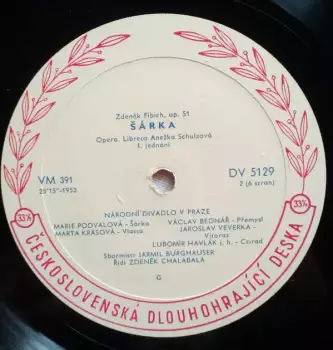 Zdeněk Fibich, op. 51
ŠÁRKA
Opera. Libreto Anežka Schulzová
I. jednání
VM 391
25'15"-1953
DV 5129
2 (6 stran)
NÁRODNÍ DIVADLO V PRAZE
MARIE PODVALOVÁ - Šárka
VÁCLAV BEDNÁŘ - Přemysl
MARTA KRÁSOVÁ - Vlasta
JAROSLAV VEVERKA -
Vitoraz
LUBOMÍR HAVLÁK j. h. - Ctirad
Sbormistr JARMIL BURGHAUSER
Řídí ZDENĚK CHALABALA
G
33⅓
33⅓
ČESKOSLOVENSKÁ DLOUHOHRAJÍCÍ DESKA